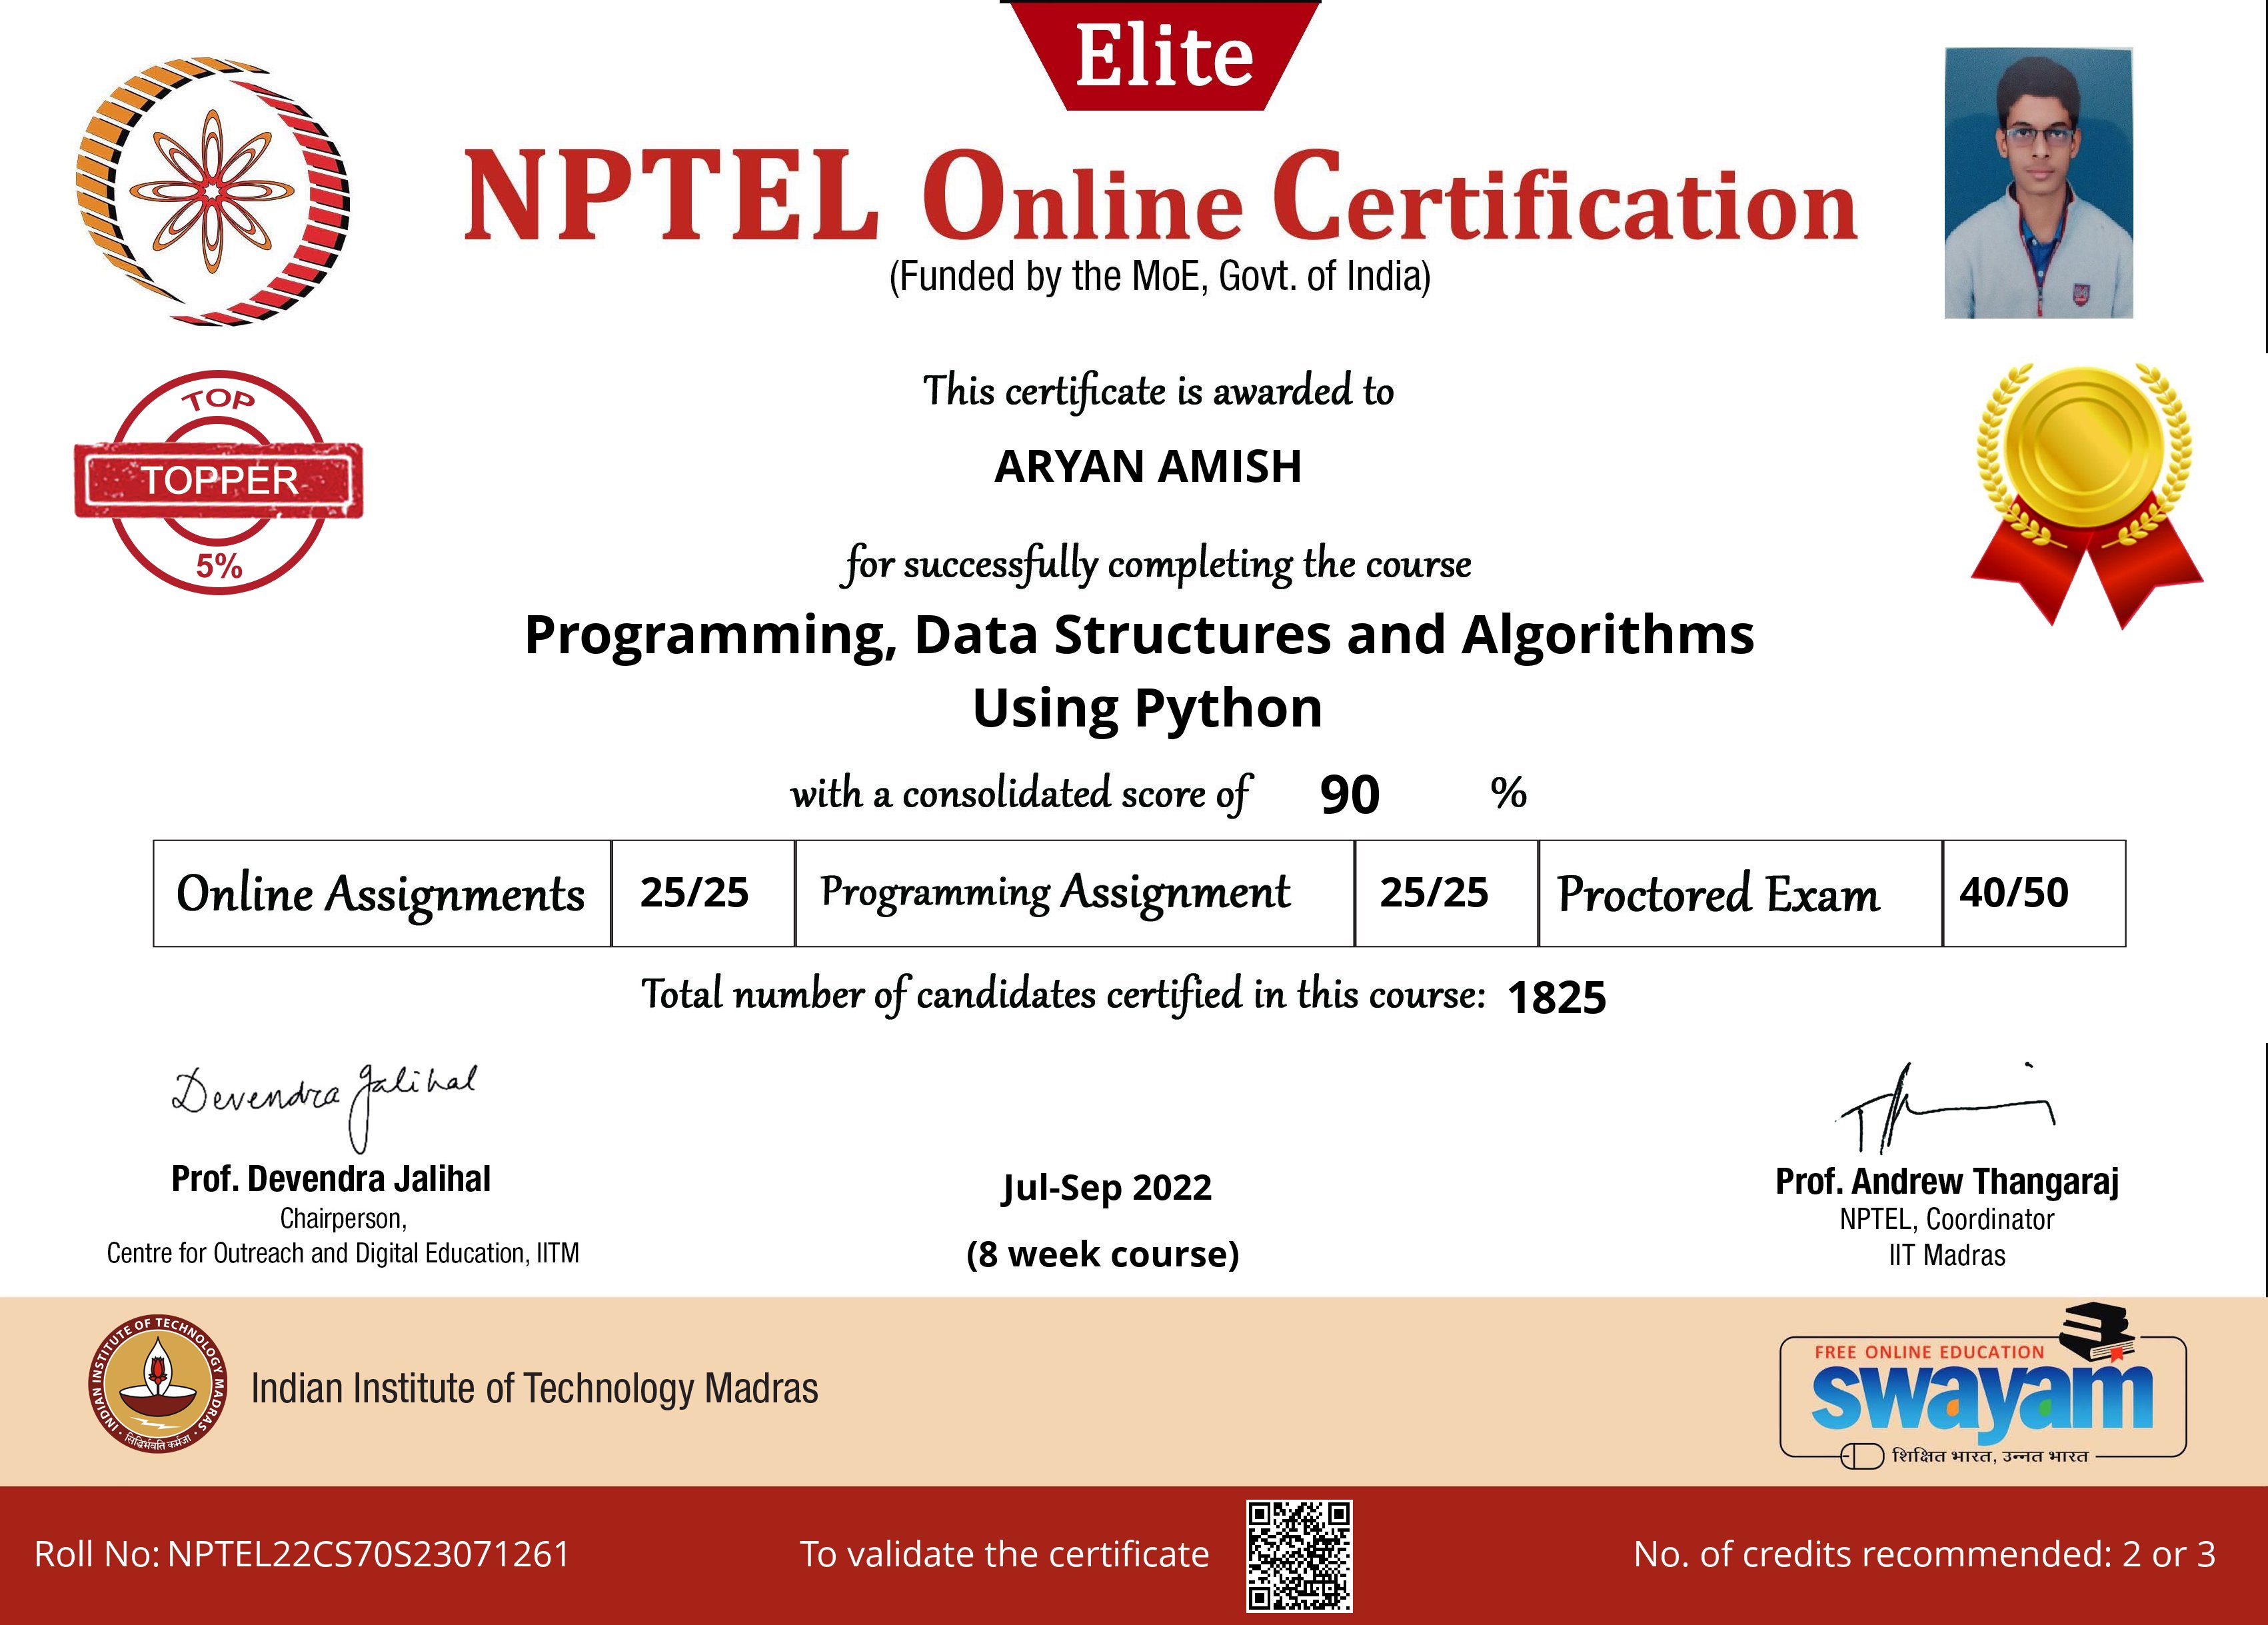 Elite
NPTEL Online Certification
(Funded by the MoE, Govt. of India)
TOP
TOPPER
5%
This certificate is awarded to
ARYAN AMISH
for successfully completing the course
Programming, Data Structures and Algorithms
Using Python
with a consolidated score of 90 %
Online Assignments 25/25 Programming Assignment 25/25 Proctored Exam 40/50
Total number of candidates certified in this course: 1825
Devendra Jalihal
Prof. Devendra Jalihal
Chairperson,
Centre for Outreach and Digital Education, IITM
Jul-Sep 2022
(8 week course)
Prof. Andrew Thangaraj
NPTEL, Coordinator
IIT Madras
INDIAN INSTITUTE OF TECHNOLOGY MADRAS
सिद्धिर्भवति कर्मजा
Indian Institute of Technology Madras
FREE ONLINE EDUCATION
swayam
शिक्षित भारत, उन्नत भारत
Roll No: NPTEL22CS70S23071261
To validate the certificate
No. of credits recommended: 2 or 3